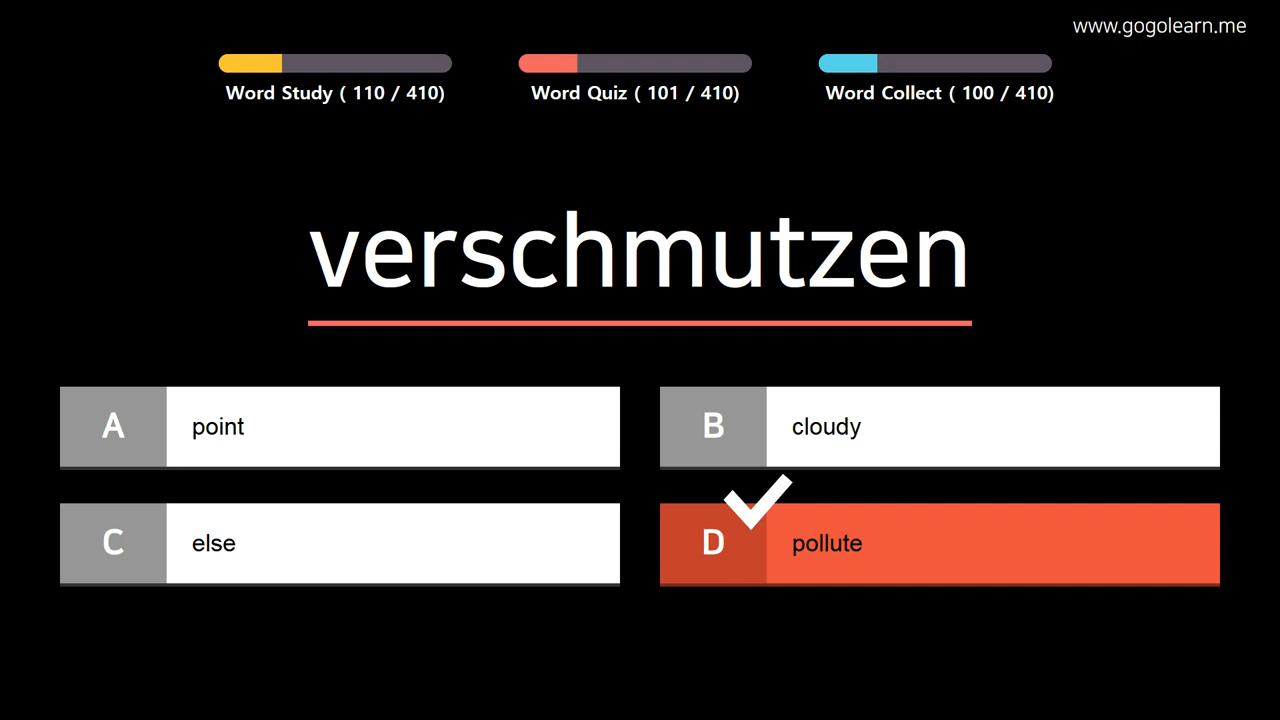 www.gogolearn.me
Word Study ( 110 / 410)
Word Quiz ( 101 / 410)
Word Collect ( 100 / 410)
verschmutzen
A point
B cloudy
C else
D pollute